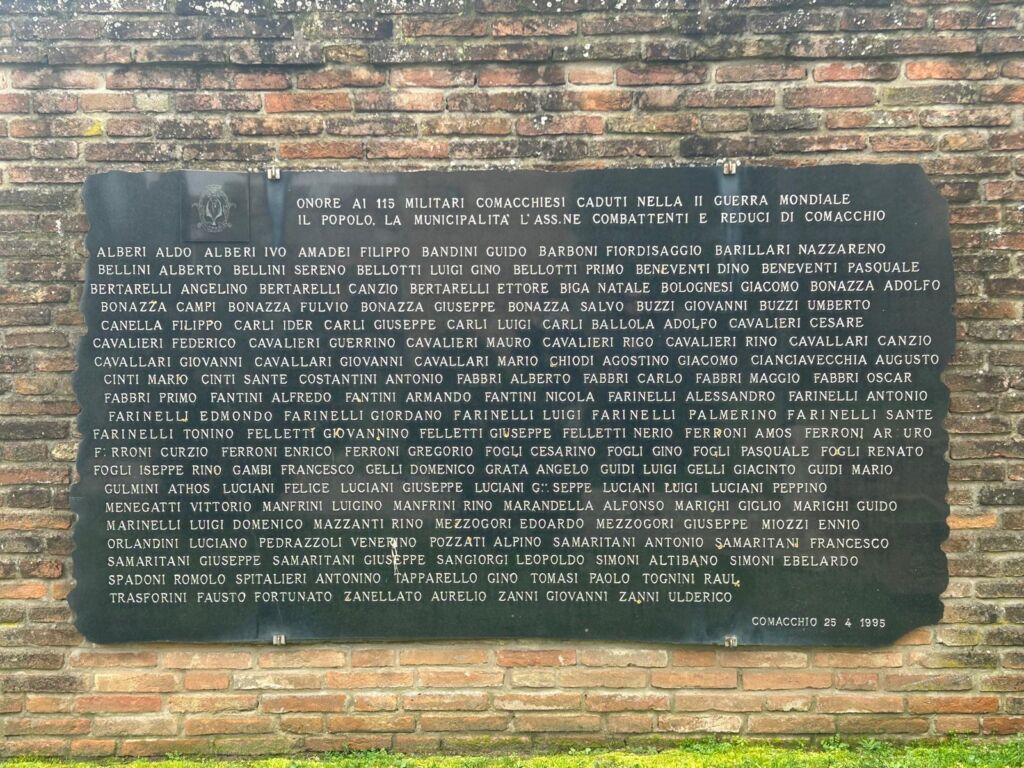 ONORE AI 115 MILITARI COMACCHIESI CADUTI NELLA II GUERRA MONDIALE
IL POPOLO, LA MUNICIPALITA' L'ASS.NE COMBATTENTI E REDUCI DI COMACCHIO
ALBERI ALDO ALBERI IVO AMADEI FILIPPO BANDINI GUIDO BARBONI FIORDISAGGIO BARILLARI NAZZARENO
BELLINI ALBERTO BELLINI SERENO BELLOTTI LUIGI GINO BELLOTTI PRIMO BENEVENTI DINO BENEVENTI PASQUALE
BERTARELLI ANGELINO BERTARELLI CANZIO BERTARELLI ETTORE BIGA NATALE BOLOGNESI GIACOMO BONAZZA ADOLFO
BONAZZA CAMPI BONAZZA FULVIO BONAZZA GIUSEPPE BONAZZA SALVO BUZZI GIOVANNI BUZZI UMBERTO
CANELLA FILIPPO CARLI IDER CARLI GIUSEPPE CARLI LUIGI CARLI BALLOLA ADOLFO CAVALIERI CESARE
CAVALIERI FEDERICO CAVALIERI GUERRINO CAVALIERI MAURO CAVALIERI RIGO CAVALIERI RINO CAVALLARI CANZIO
CAVALLARI GIOVANNI CAVALLARI GIOVANNI CAVALLARI MARIO CHIODI AGOSTINO GIACOMO CIANCIAVECCHIA AUGUSTO
CINTI MARIO CINTI SANTE COSTANTINI ANTONIO FABBRI ALBERTO FABBRI CARLO FABBRI MAGGIO FABBRI OSCAR
FABBRI PRIMO FANTINI ALFREDO FANTINI ARMANDO FANTINI NICOLA FARINELLI ALESSANDRO FARINELLI ANTONIO
FARINELLI EDMONDO FARINELLI GIORDANO FARINELLI LUIGI FARINELLI PALMERINO FARINELLI SANTE
FARINELLI TONINO FELLETTI GIOVANNINO FELLETTI GIUSEPPE FELLETTI NERIO FERRONI AMOS FERRONI AR URO
F RRONI CURZIO FERRONI ENRICO FERRONI GREGORIO FOGLI CESARINO FOGLI GINO FOGLI PASQUALE FOGLI RENATO
FOGLI ISEPPE RINO GAMBI FRANCESCO GELLI DOMENICO GRATA ANGELO GUIDI LUIGI GELLI GIACINTO GUIDI MARIO
GULMINI ATHOS LUCIANI FELICE LUCIANI GIUSEPPE LUCIANI G SEPPE LUCIANI LUIGI LUCIANI PEPPINO
MENEGATTI VITTORIO MANFRINI LUIGINO MANFRINI RINO MARANDELLA ALFONSO MARIGHI GIGLIO MARIGHI GUIDO
MARINELLI LUIGI DOMENICO MAZZANTI RINO MEZZOGORI EDOARDO MEZZOGORI GIUSEPPE MIOZZI ENNIO
ORLANDINI LUCIANO PEDRAZZOLI VENERINO POZZATI ALPINO SAMARITANI ANTONIO SAMARITANI FRANCESCO
SAMARITANI GIUSEPPE SAMARITANI GIUSEPPE SANGIORGI LEOPOLDO SIMONI ALTIBANO SIMONI EBELARDO
SPADONI ROMOLO SPITALIERI ANTONINO TAPPARELLO GINO TOMASI PAOLO TOGNINI RAUL
TRASFORINI FAUSTO FORTUNATO ZANELLATO AURELIO ZANNI GIOVANNI ZANNI ULDERICO
COMACCHIO 25 4 1995